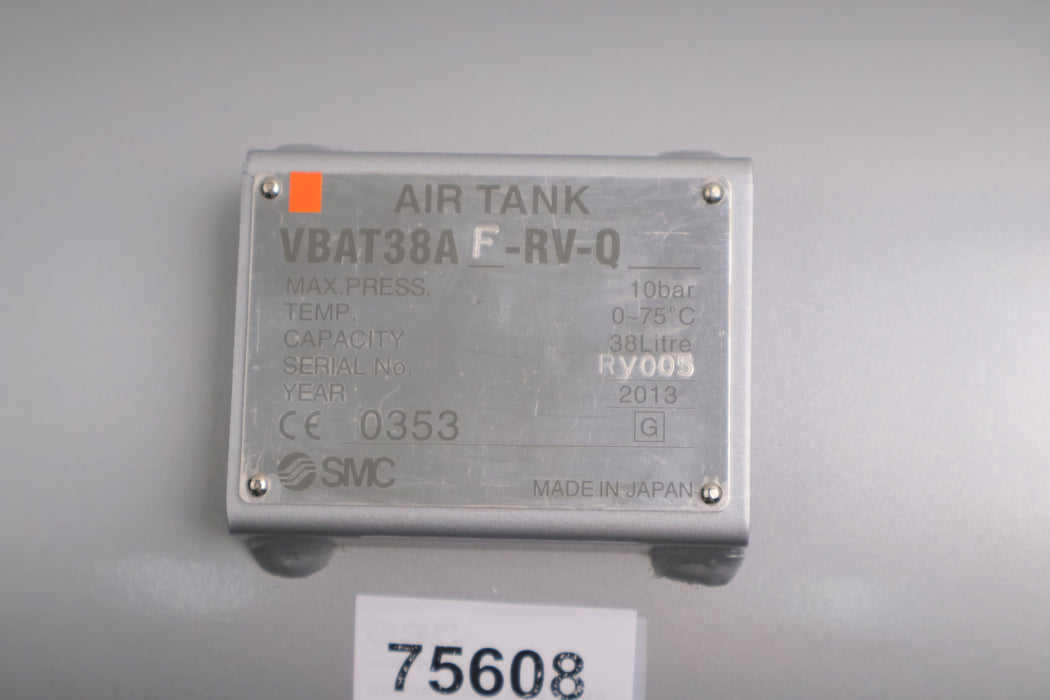 AIR TANK
VBAT38A F-RV-Q
MAX.PRESS. 10bar
TEMP. 0~75°C
CAPACITY 38Litre
SERIAL No. RY005
YEAR 2013
CE 0353 G
SMC
MADE IN JAPAN
75608